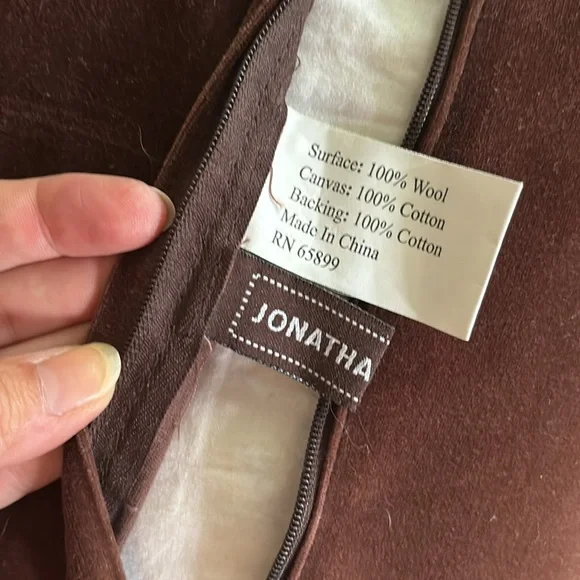 Surface: 100% Wool
Canvas: 100% Cotton
Backing: 100% Cotton
Made In China
RN 65899
JONATHA